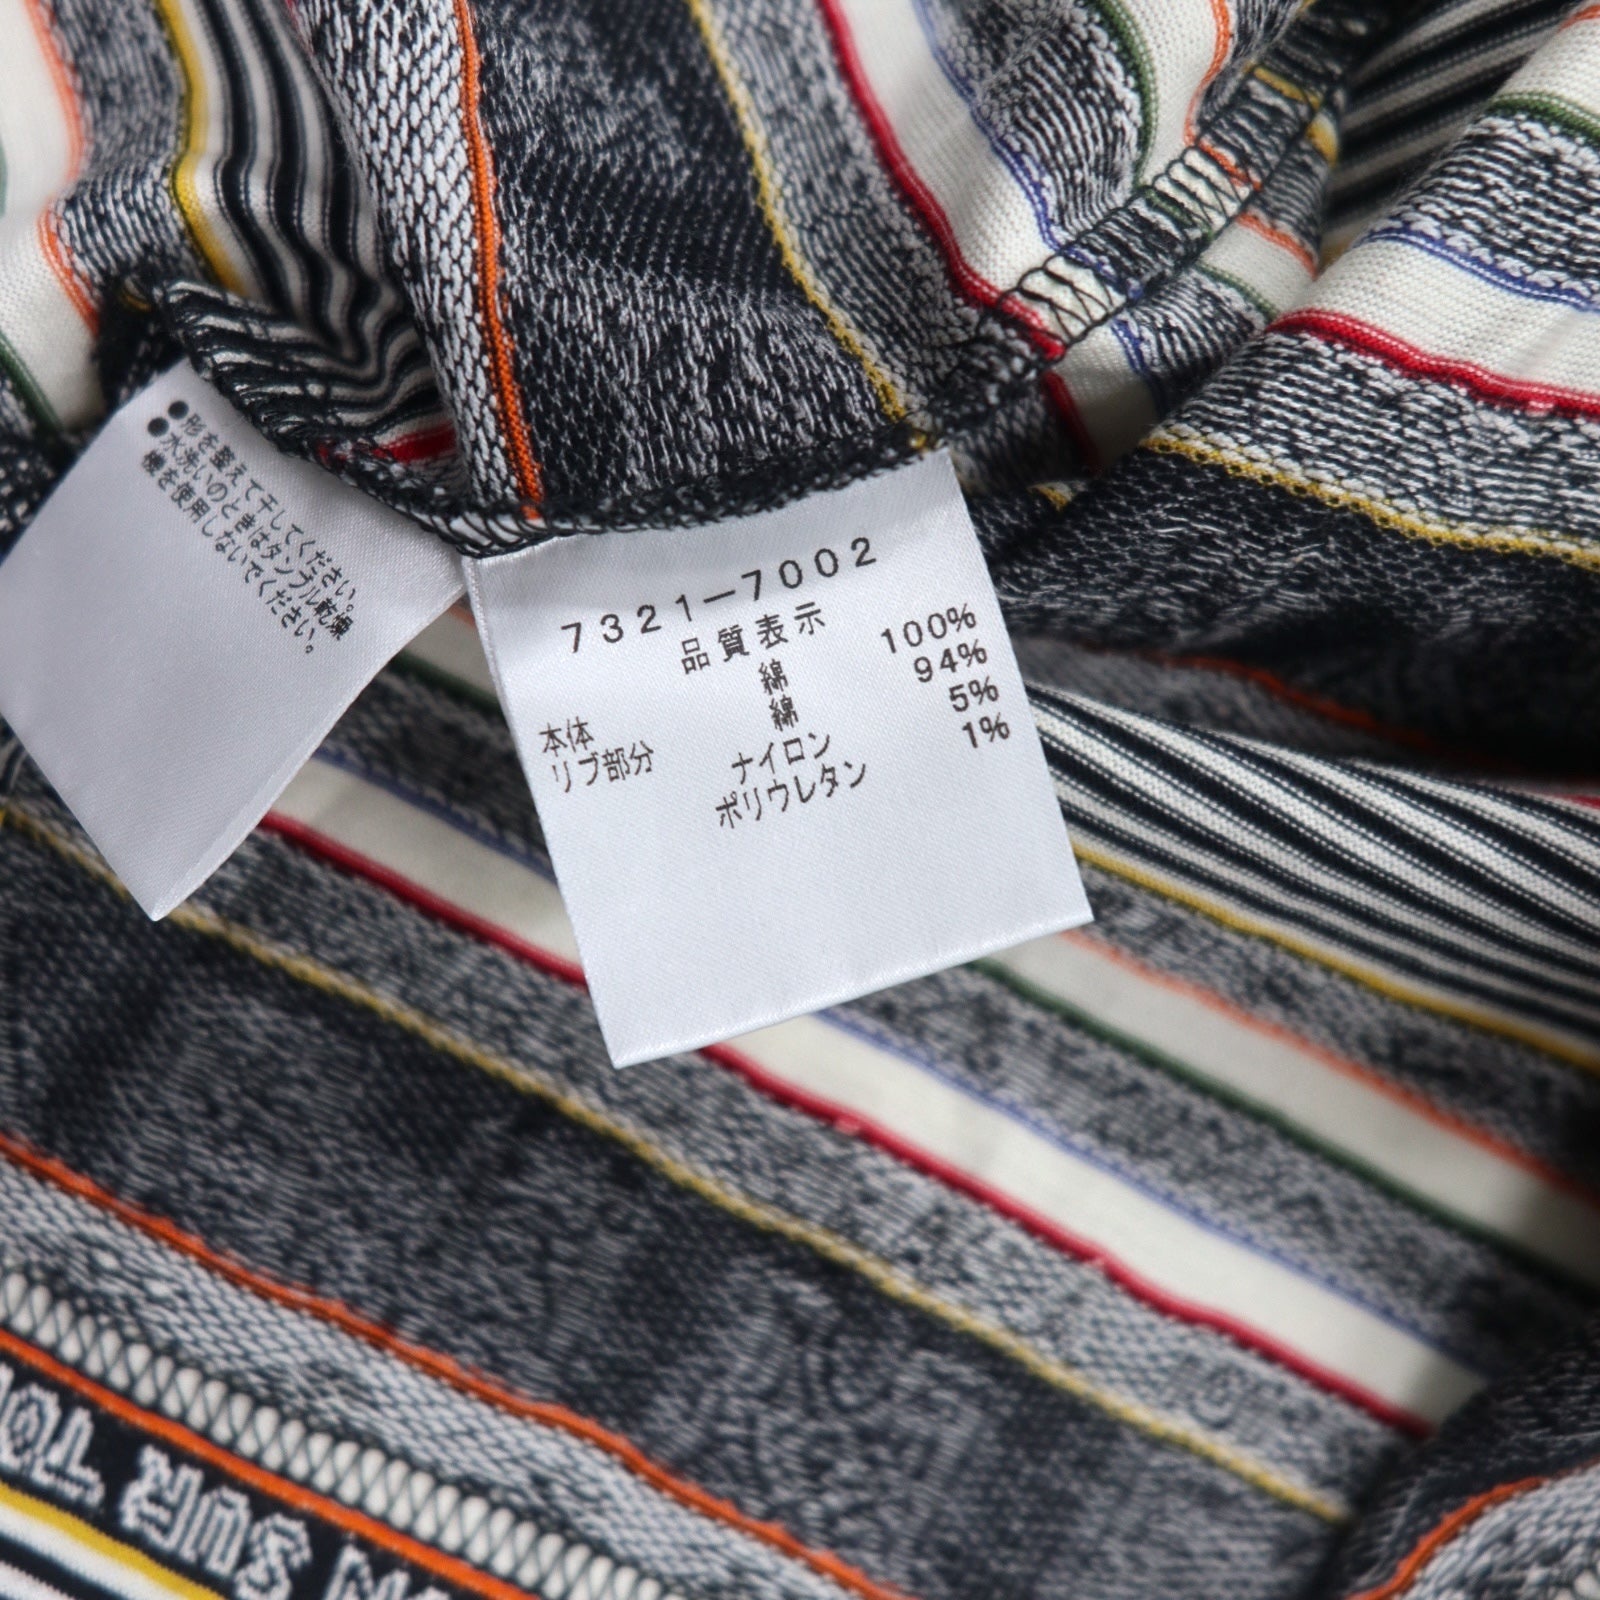 ●形を整えて干してください。
●水洗いのときはタンブル乾燥
機を使用しないでください。
7321−7002
品質表示
本体 綿 100%
リブ部分 綿 94%
ナイロン 5%
ポリウレタン 1%
SUR TO